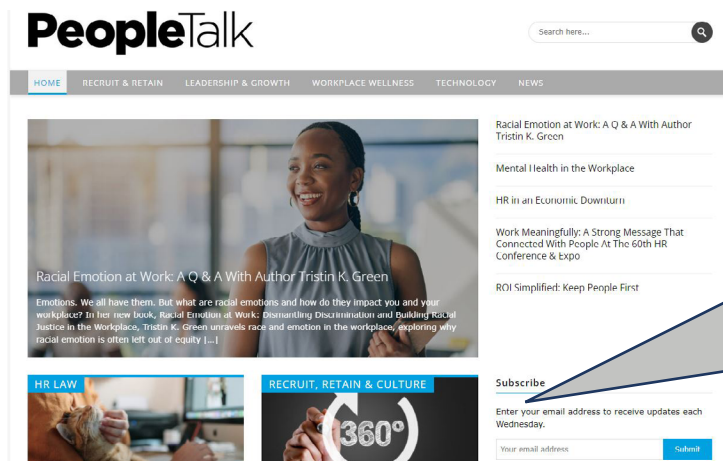 PeopleTalk
Search here...
HOME RECRUIT & RETAIN LEADERSHIP & GROWTH WORKPLACE WELLNESS TECHNOLOGY NEWS
Racial Emotion at Work: A Q & A With Author Tristin K. Green
Emotions. We all have them. But what are racial emotions and how do they impact you and your
workplace? In her new book, Racial Emotion at Work: Dismantling Discrimination and Building Racial
Justice in the Workplace, Tristin K. Green unravels race and emotion in the workplace, exploring why
racial emotion is often left out of equity [...]
Racial Emotion at Work: A Q & A With Author
Tristin K. Green
Mental Health in the Workplace
HR in an Economic Downturn
Work Meaningfully: A Strong Message That
Connected With People At The 60th HR
Conference & Expo
ROI Simplified: Keep People First
HR LAW
RECRUIT, RETAIN & CULTURE
360°
Subscribe
Enter your email address to receive updates each
Wednesday.
Your email address
Submit